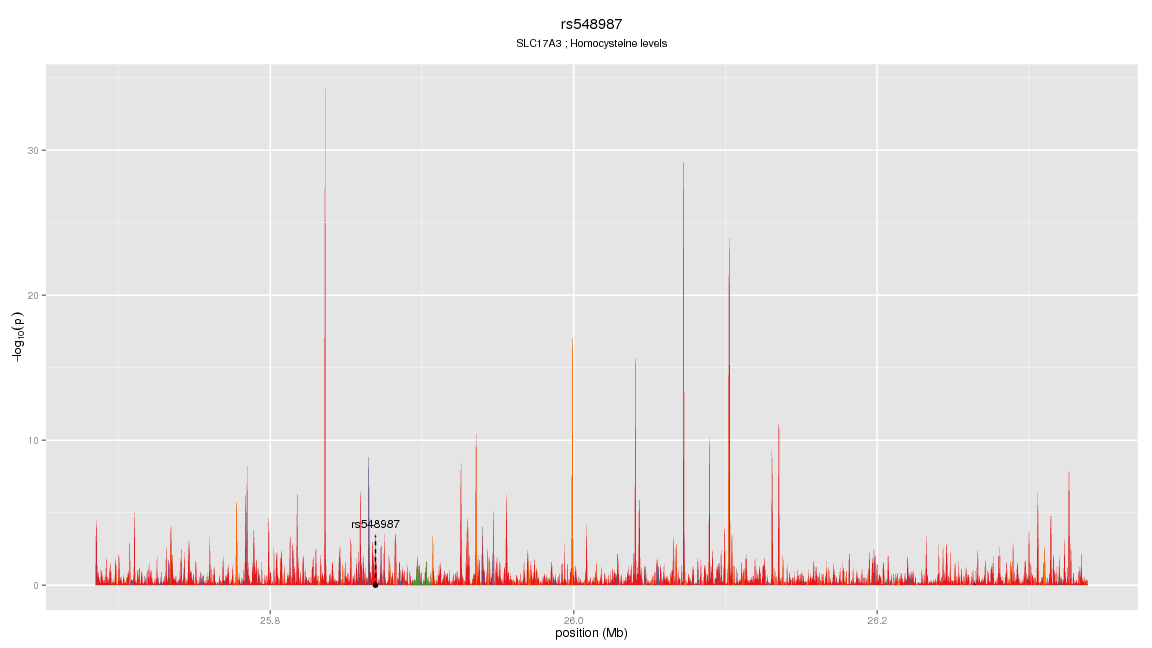 rs548987
SLC17A3 ; Homocysteine levels
−log10(p)
30
20
10
0
rs548987
25.8
26.0
26.2
position (Mb)